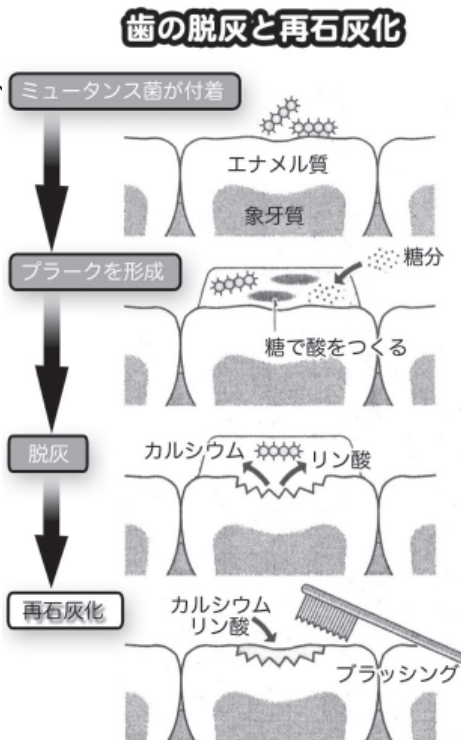 歯の脱灰と再石灰化
ミュータンス菌が付着
エナメル質
象牙質
プラークを形成
糖分
糖で酸をつくる
脱灰
カルシウム
リン酸
再石灰化
カルシウム
リン酸
ブラッシング